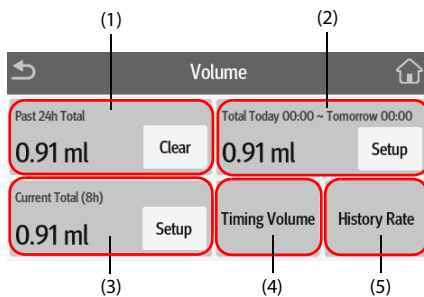 (1)
(2)
Volume
Past 24h Total
0.91 ml
Clear
Total Today 00:00 ~ Tomorrow 00:00
0.91 ml
Setup
Current Total (8h)
0.91 ml
Setup
Timing Volume
History Rate
(3)
(4)
(5)